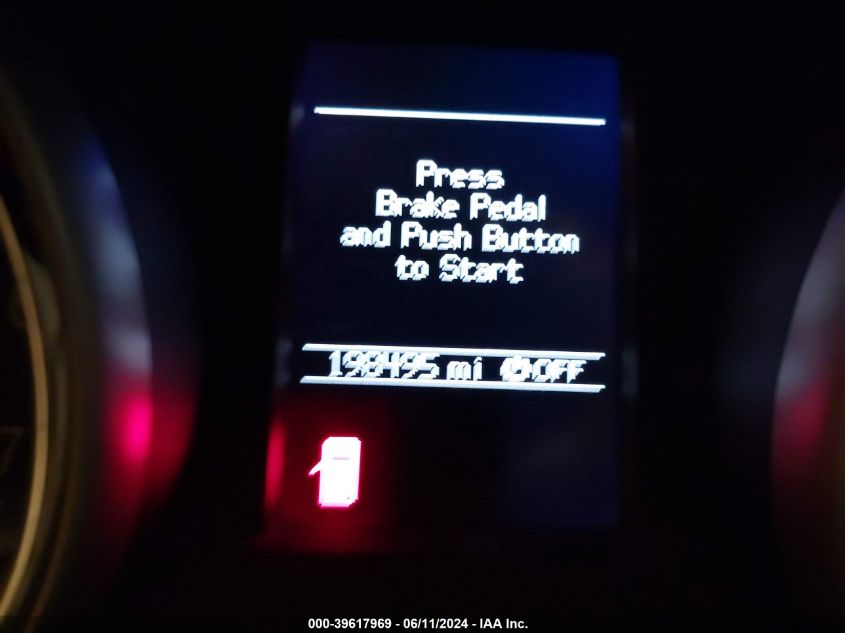 Press
Brake Pedal
and Push Button
to Start
198495 mi OFF
000-39617969 - 06/11/2024 - IAA Inc.